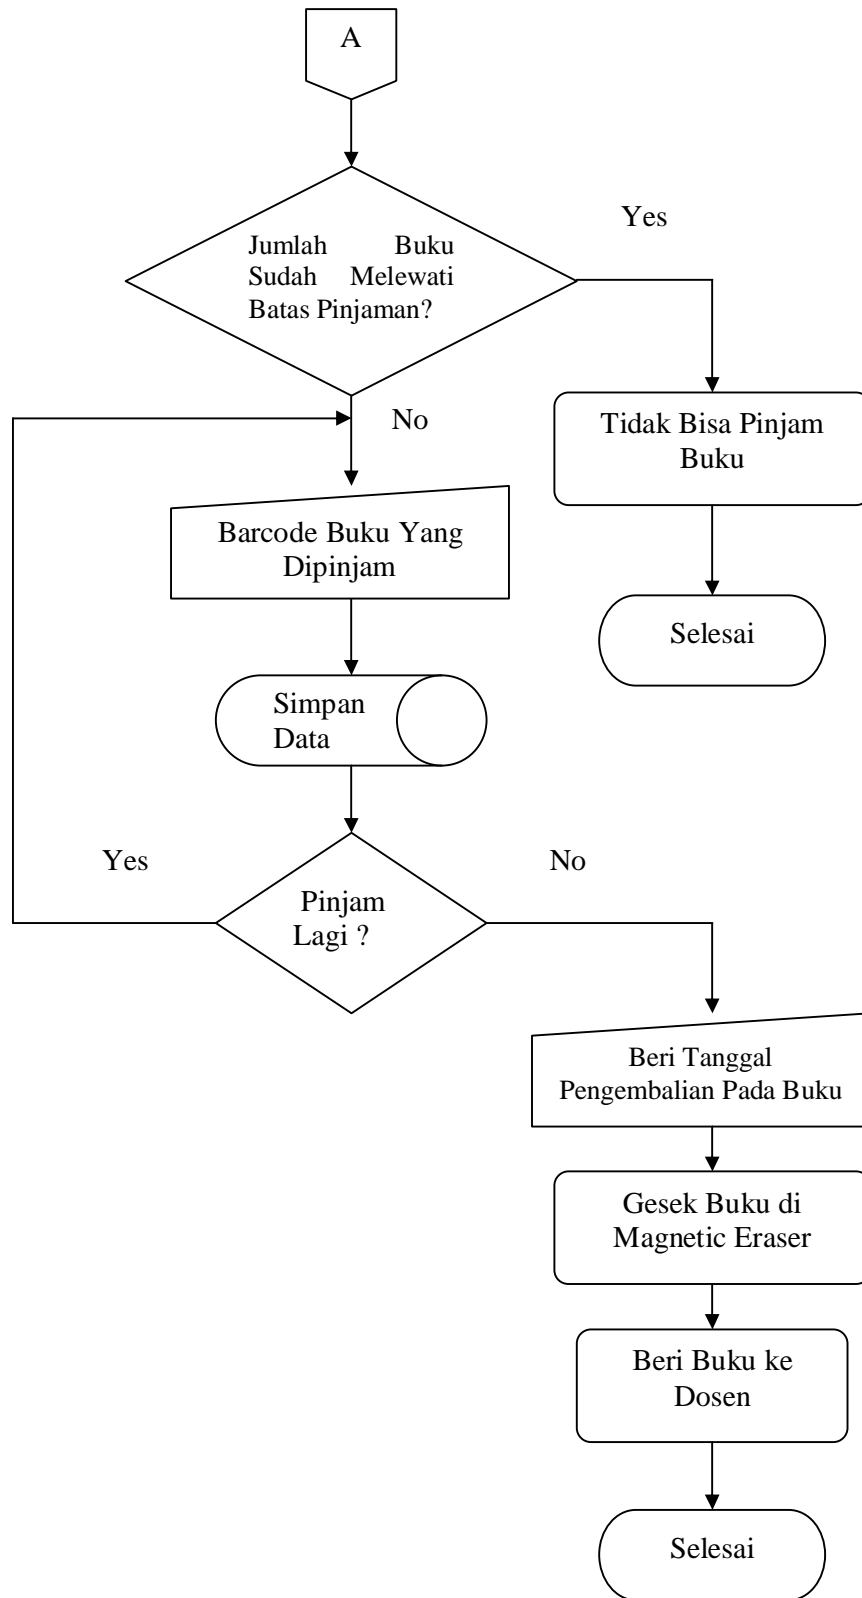 A
Yes
Jumlah Buku
Sudah Melewati
Batas Pinjaman?
No
Tidak Bisa Pinjam
Buku
Barcode Buku Yang
Dipinjam
Selesai
Simpan
Data
Yes
No
Pinjam
Lagi ?
Beri Tanggal
Pengembalian Pada Buku
Gesek Buku di
Magnetic Eraser
Beri Buku ke
Dosen
Selesai